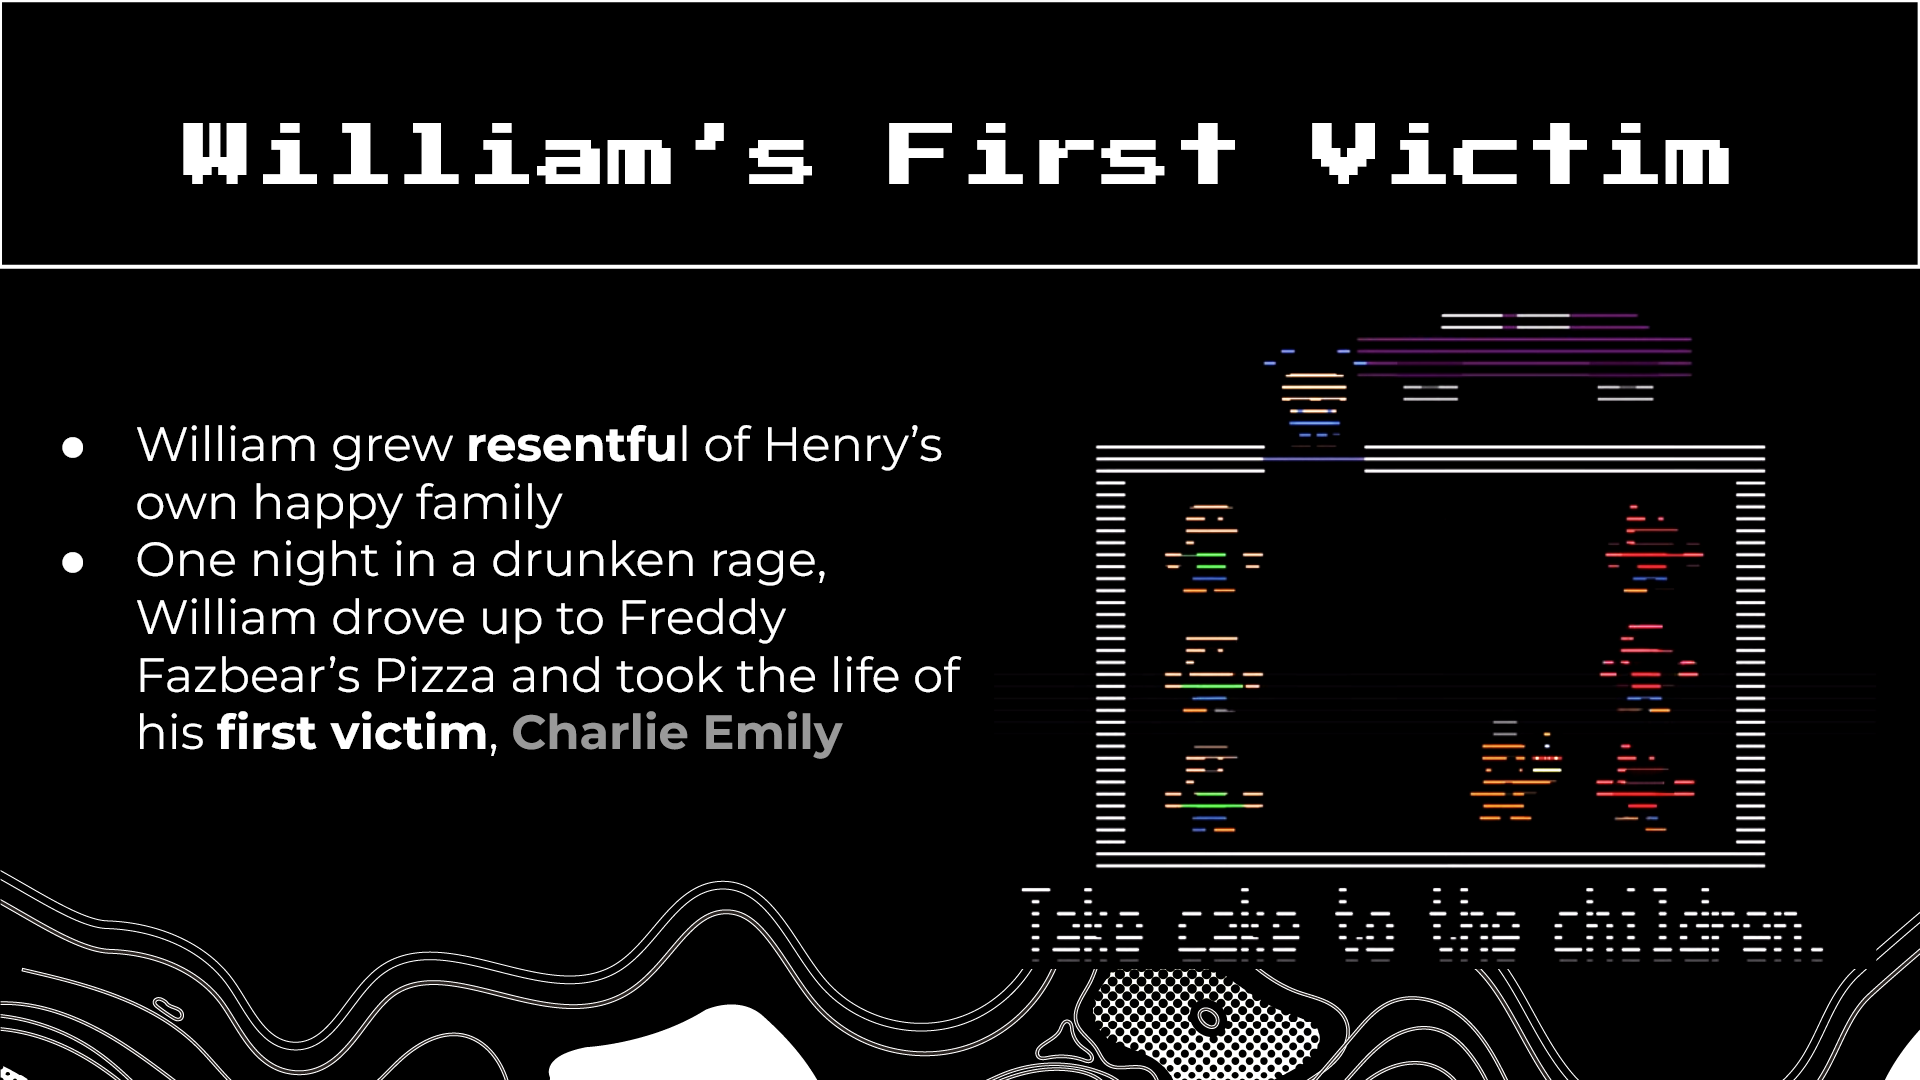 William's First Victim
● William grew resentful of Henry’s
own happy family
● One night in a drunken rage,
William drove up to Freddy
Fazbear’s Pizza and took the life of
his first victim, Charlie Emily
Take cake to the children.